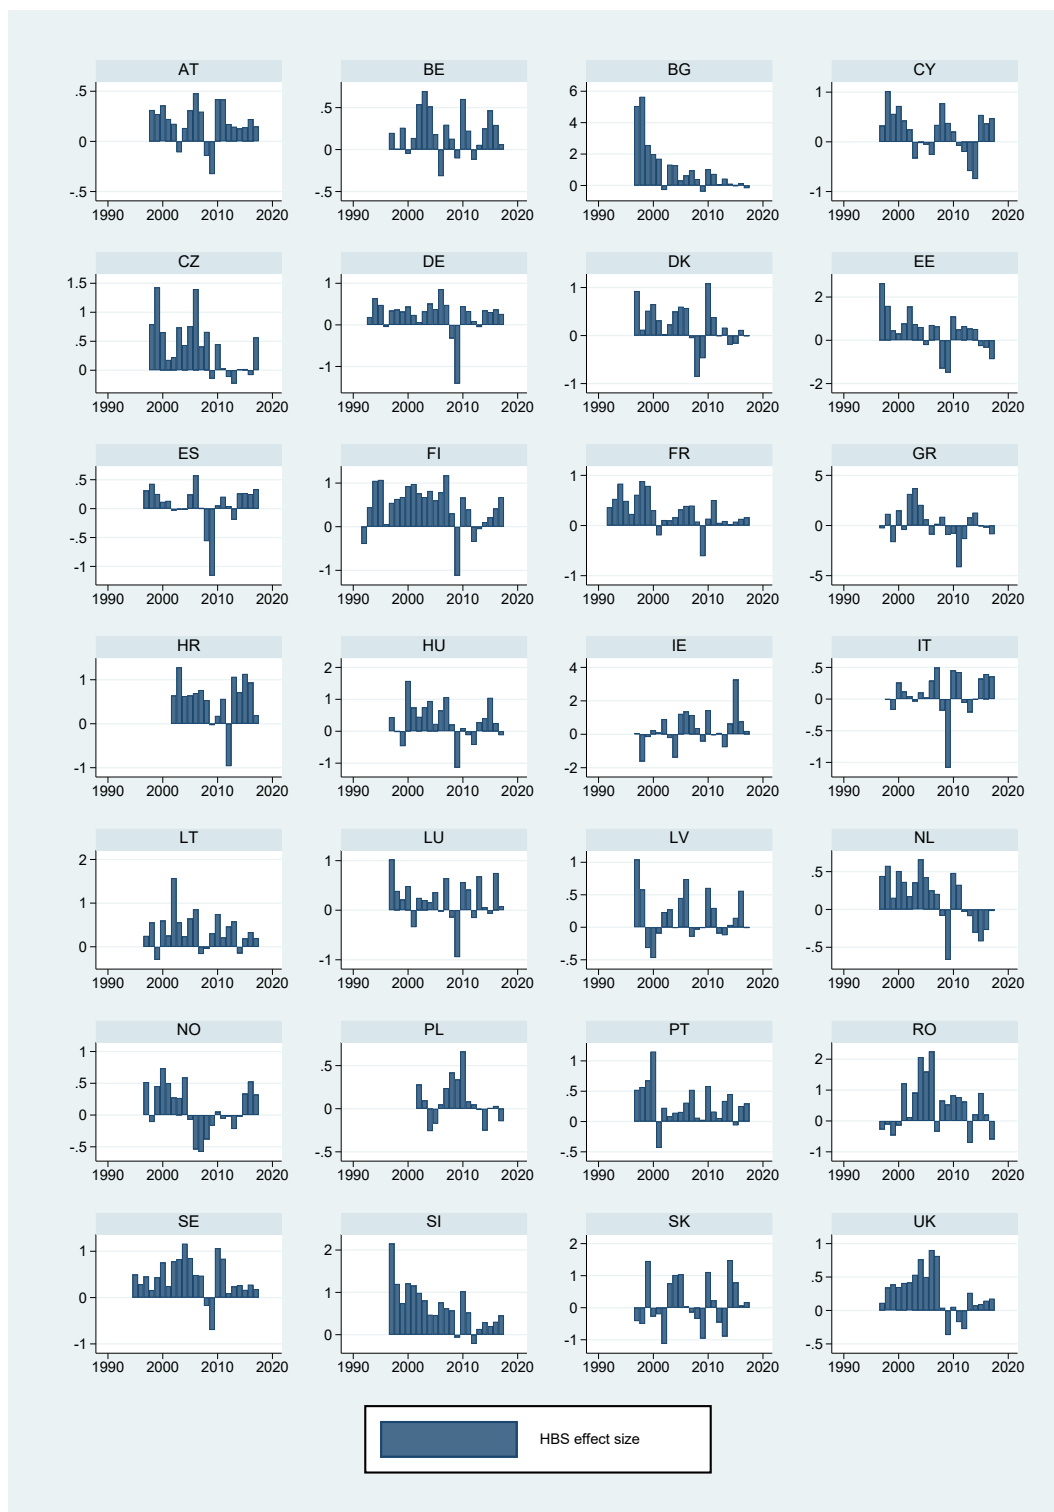 AT BE BG CY
.5 .5 6 1
0 0 4 0
-.5 -.5 2 -1
0
1990 2000 2010 2020 1990 2000 2010 2020 1990 2000 2010 2020 1990 2000 2010 2020
CZ DE DK EE
1.5 1 1 2
1 0 0 0
.5 -1 -1 -2
0
1990 2000 2010 2020 1990 2000 2010 2020 1990 2000 2010 2020 1990 2000 2010 2020
ES FI FR GR
.5 1 1 5
0 0 0 0
-.5 -1 -1 -5
-1
1990 2000 2010 2020 1990 2000 2010 2020 1990 2000 2010 2020 1990 2000 2010 2020
HR HU IE IT
1 2 4 .5
0 1 2 0
-1 0 0 -.5
-1 -2 -1
1990 2000 2010 2020 1990 2000 2010 2020 1990 2000 2010 2020 1990 2000 2010 2020
LT LU LV NL
2 1 1 .5
1 0 .5 0
0 -1 0 -.5
-.5
1990 2000 2010 2020 1990 2000 2010 2020 1990 2000 2010 2020 1990 2000 2010 2020
NO PL PT RO
1 .5 1 2
.5 0 .5 1
0 -.5 0 0
-.5 -.5 -1
1990 2000 2010 2020 1990 2000 2010 2020 1990 2000 2010 2020 1990 2000 2010 2020
SE SI SK UK
1 2 2 1
0 1 1 .5
-1 0 0 0
-1 -.5
1990 2000 2010 2020 1990 2000 2010 2020 1990 2000 2010 2020 1990 2000 2010 2020
HBS effect size